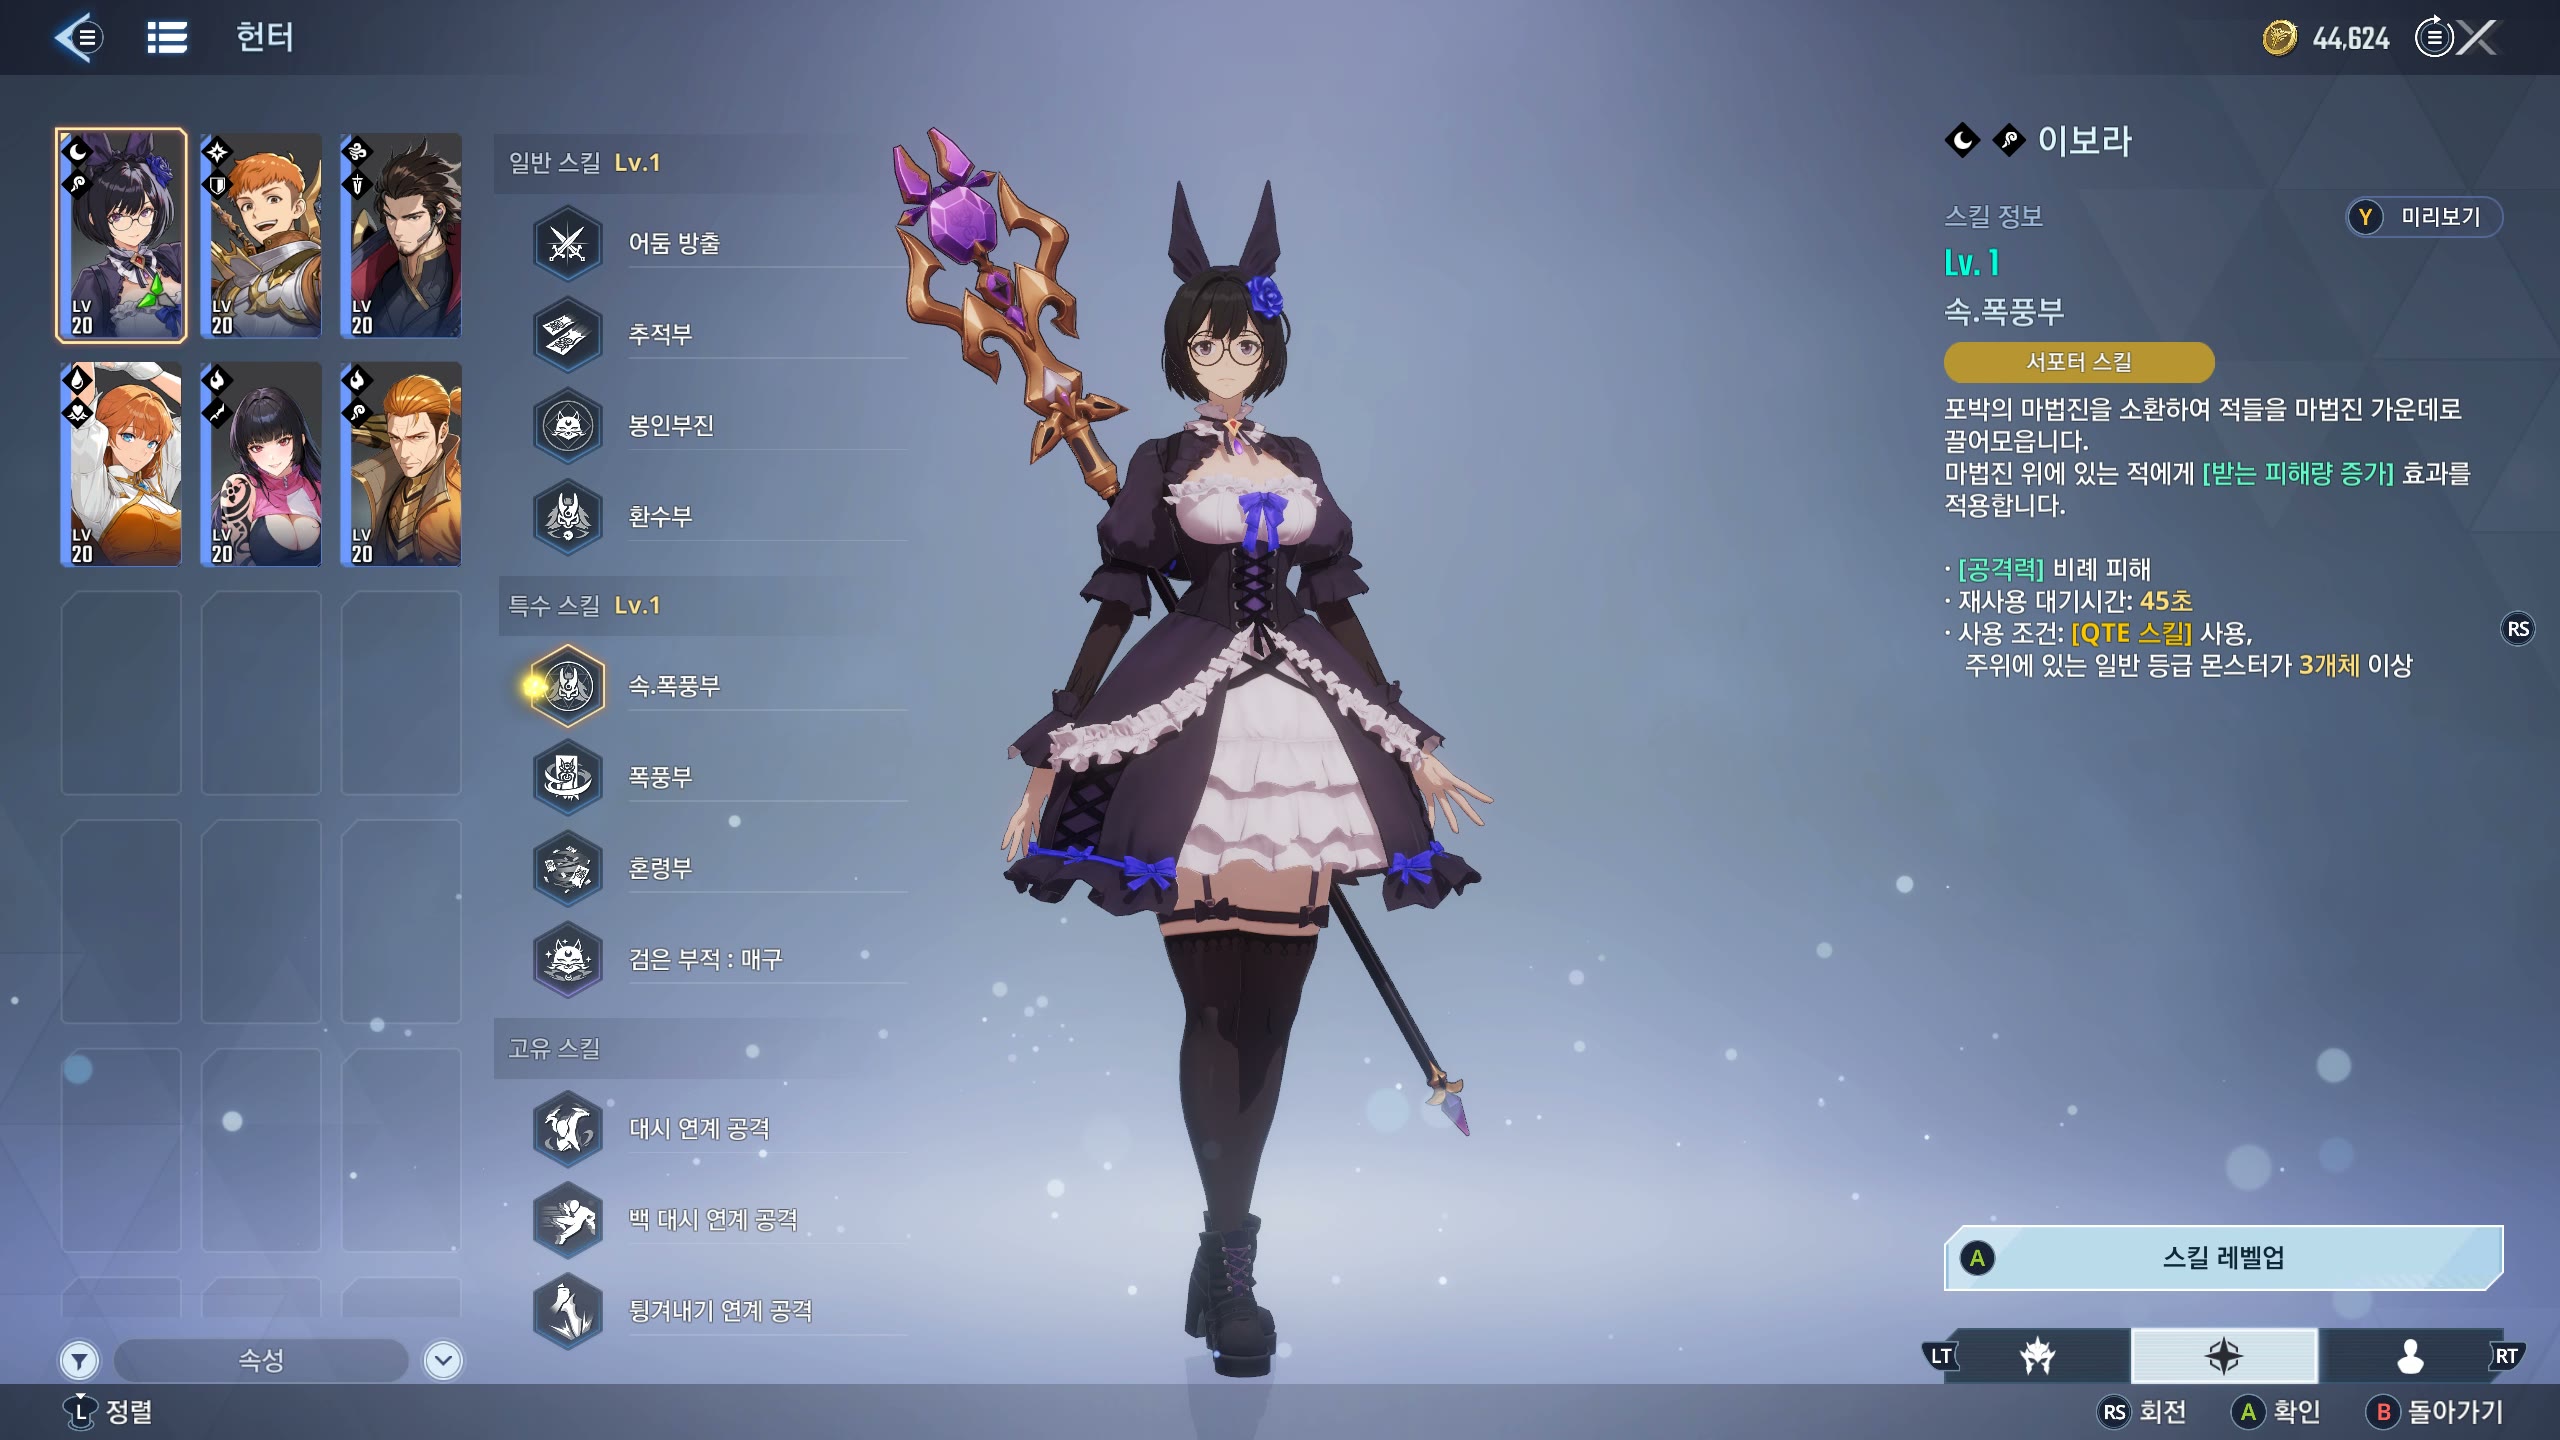 헌터
44,624
LV 20
LV 20
LV 20
LV 20
LV 20
LV 20
일반 스킬 Lv.1
어둠 방출
추적부
봉인부진
환수부
특수 스킬 Lv.1
속.폭풍부
폭풍부
혼령부
검은 부적 : 매구
고유 스킬
대시 연계 공격
백 대시 연계 공격
튕겨내기 연계 공격
이보라
스킬 정보
Y 미리보기
Lv. 1
속.폭풍부
서포터 스킬
포박의 마법진을 소환하여 적들을 마법진 가운데로
끌어모읍니다.
마법진 위에 있는 적에게 [받는 피해량 증가] 효과를
적용합니다.
· [공격력] 비례 피해
· 재사용 대기시간: 45초
· 사용 조건: [QTE 스킬] 사용,
주위에 있는 일반 등급 몬스터가 3개체 이상
RS
A 스킬 레벨업
LT RT
속성
L 정렬
RS 회전 A 확인 B 돌아가기